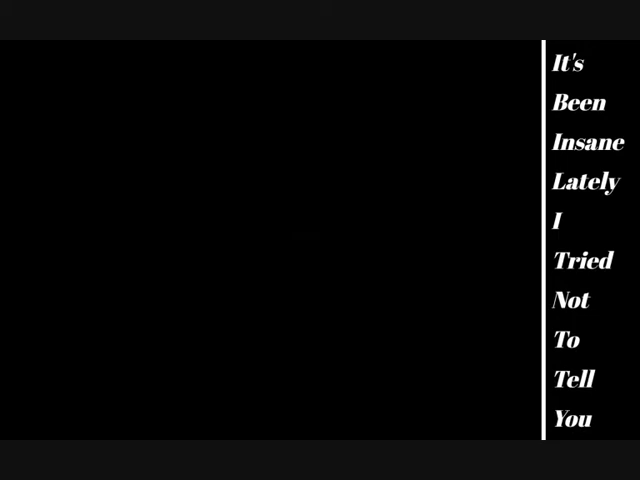 It's
Been
Insane
Lately
I
Tried
Not
To
Tell
You